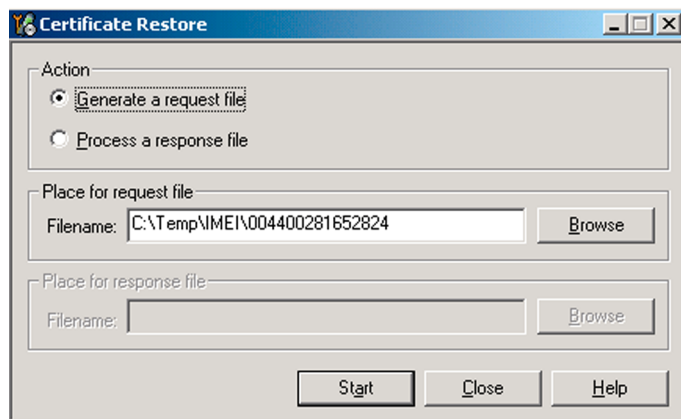 Certificate Restore
Action
Generate a request file
Process a response file
Place for request file
Filename: C:\Temp\IMEI\004400281652824 Browse
Place for response file
Filename: Browse
Start Close Help